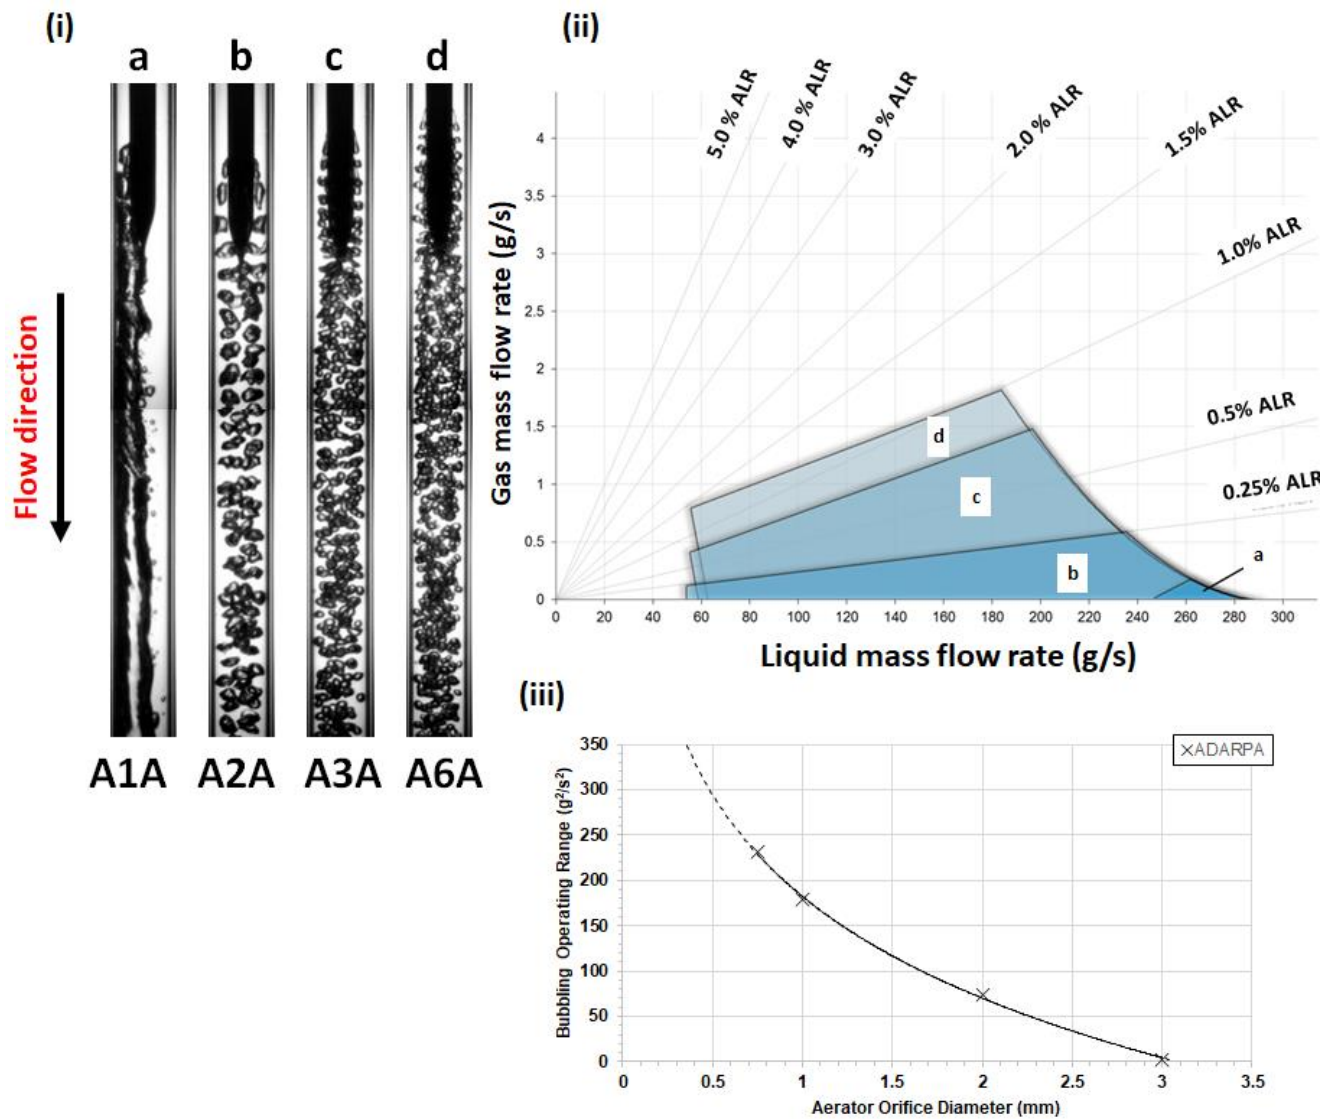 (i)
a b c d
Flow direction
A1A A2A A3A A6A
(ii)
5.0 % ALR
4.0 % ALR
3.0 % ALR
2.0 % ALR
1.5% ALR
1.0% ALR
0.5% ALR
0.25% ALR
Gas mass flow rate (g/s)
4
3.5
3
2.5
2
1.5
1
0.5
0
d
c
b
a
0 20 40 60 80 100 120 140 160 180 200 220 240 260 280 300
Liquid mass flow rate (g/s)
(iii)
×ADARPA
Bubbling Operating Range (g²/s²)
350
300
250
200
150
100
50
0
0 0.5 1 1.5 2 2.5 3 3.5
Aerator Orifice Diameter (mm)